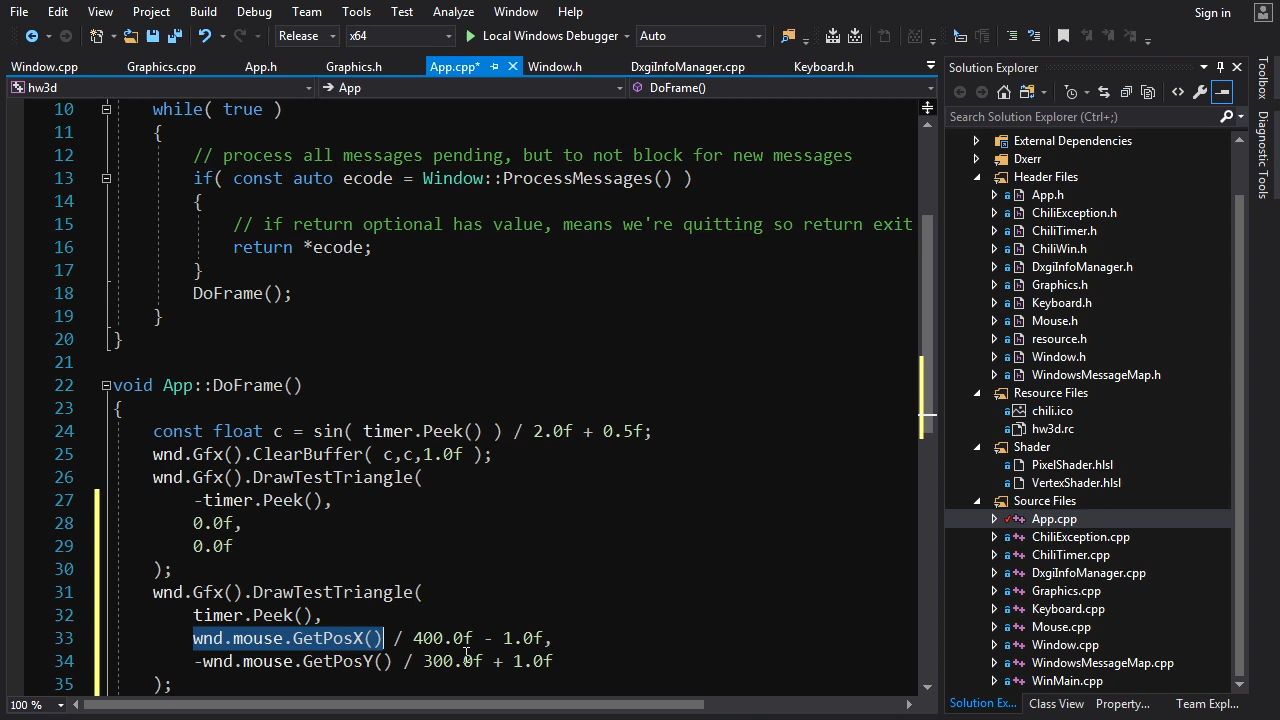 File Edit View Project Build Debug Team Tools Test Analyze Window Help Sign in
Release x64 Local Windows Debugger Auto
Window.cpp Graphics.cpp App.h Graphics.h App.cpp* Window.h DxgiInfoManager.cpp Keyboard.h
hw3d App DoFrame()
10 while( true )
11 {
12 // process all messages pending, but to not block for new messages
13 if( const auto ecode = Window::ProcessMessages() )
14 {
15 // if return optional has value, means we're quitting so return exit
16 return *ecode;
17 }
18 DoFrame();
19 }
20 }
21
22 void App::DoFrame()
23 {
24 const float c = sin( timer.Peek() ) / 2.0f + 0.5f;
25 wnd.Gfx().ClearBuffer( c,c,1.0f );
26 wnd.Gfx().DrawTestTriangle(
27 -timer.Peek(),
28 0.0f,
29 0.0f
30 );
31 wnd.Gfx().DrawTestTriangle(
32 timer.Peek(),
33 wnd.mouse.GetPosX() / 400.0f - 1.0f,
34 -wnd.mouse.GetPosY() / 300.0f + 1.0f
35 );
100 %
Solution Explorer
Search Solution Explorer (Ctrl+;)
External Dependencies
Dxerr
Header Files
App.h
ChiliException.h
ChiliTimer.h
ChiliWin.h
DxgiInfoManager.h
Graphics.h
Keyboard.h
Mouse.h
resource.h
Window.h
WindowsMessageMap.h
Resource Files
chili.ico
hw3d.rc
Shader
PixelShader.hlsl
VertexShader.hlsl
Source Files
App.cpp
ChiliException.cpp
ChiliTimer.cpp
DxgiInfoManager.cpp
Graphics.cpp
Keyboard.cpp
Mouse.cpp
Window.cpp
WindowsMessageMap.cpp
WinMain.cpp
Solution Ex... Class View Property... Team Expl...
Toolbox
Diagnostic Tools